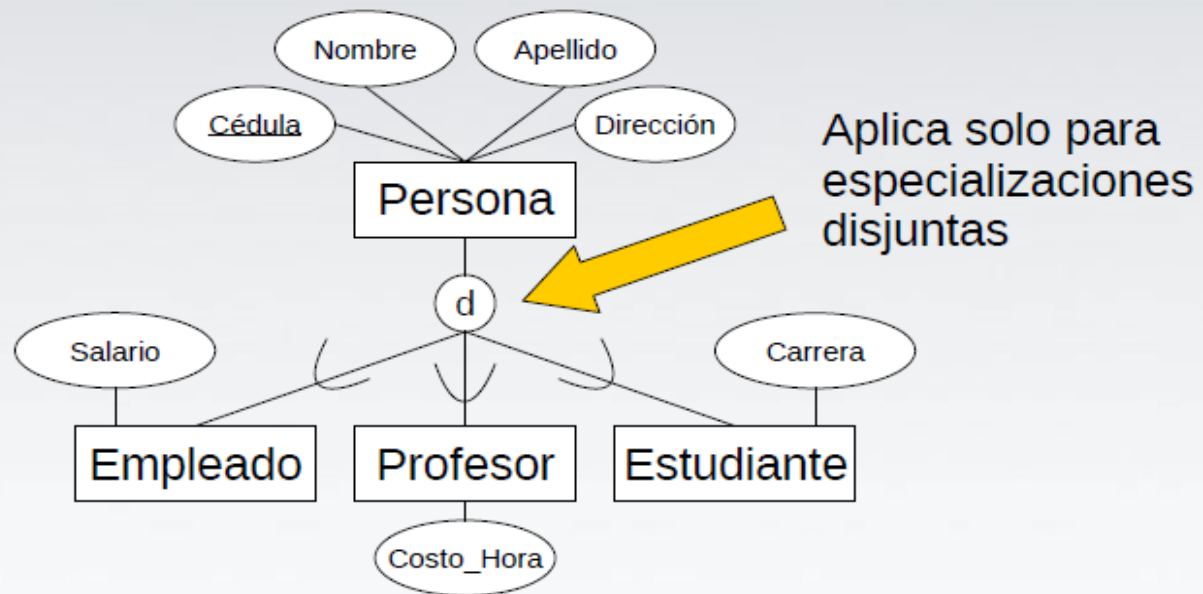 Nombre
Apellido
Cédula
Dirección
Aplica solo para
especializaciones
disjuntas
Persona
d
Salario
Carrera
Empleado
Profesor
Estudiante
Costo_Hora